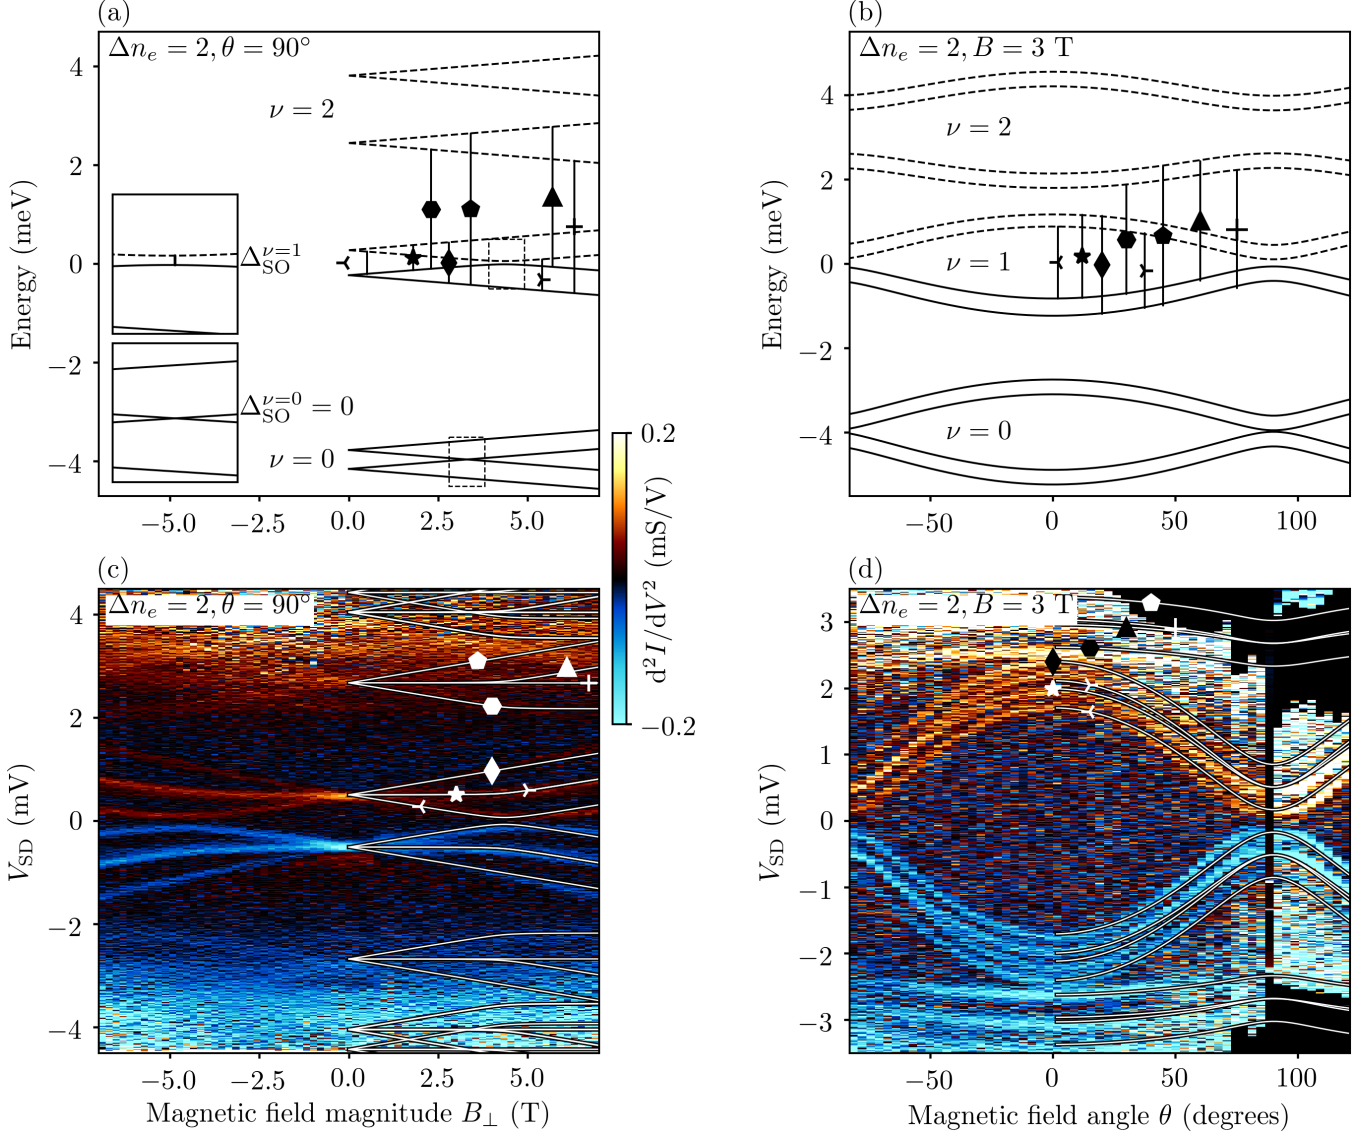 (a)
Δnₑ = 2, θ = 90°
ν = 2
Δ_SO^{ν=1}
Δ_SO^{ν=0} = 0
ν = 0
Energy (meV)
4
2
0
−2
−4
−5.0 −2.5 0.0 2.5 5.0
(b)
Δnₑ = 2, B = 3 T
ν = 2
ν = 1
ν = 0
Energy (meV)
4
2
0
−2
−4
−50 0 50 100
0.2
−0.2
d²I/dV² (mS/V)
(c)
Δnₑ = 2, θ = 90°
V_SD (mV)
4
2
0
−2
−4
−5.0 −2.5 0.0 2.5 5.0
Magnetic field magnitude B_⊥ (T)
(d)
Δnₑ = 2, B = 3 T
V_SD (mV)
3
2
1
0
−1
−2
−3
−50 0 50 100
Magnetic field angle θ (degrees)